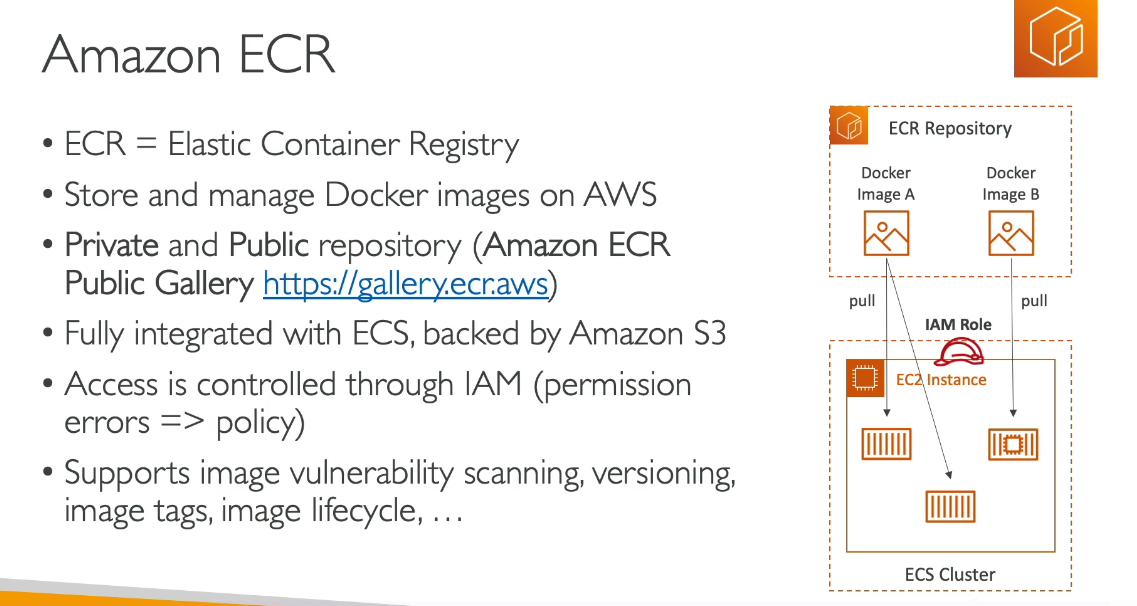 Amazon ECR
• ECR = Elastic Container Registry
• Store and manage Docker images on AWS
• Private and Public repository (Amazon ECR
Public Gallery https://gallery.ecr.aws)
• Fully integrated with ECS, backed by Amazon S3
• Access is controlled through IAM (permission
errors => policy)
• Supports image vulnerability scanning, versioning,
image tags, image lifecycle, …
ECR Repository
Docker
Image A
Docker
Image B
pull
pull
IAM Role
EC2 Instance
ECS Cluster